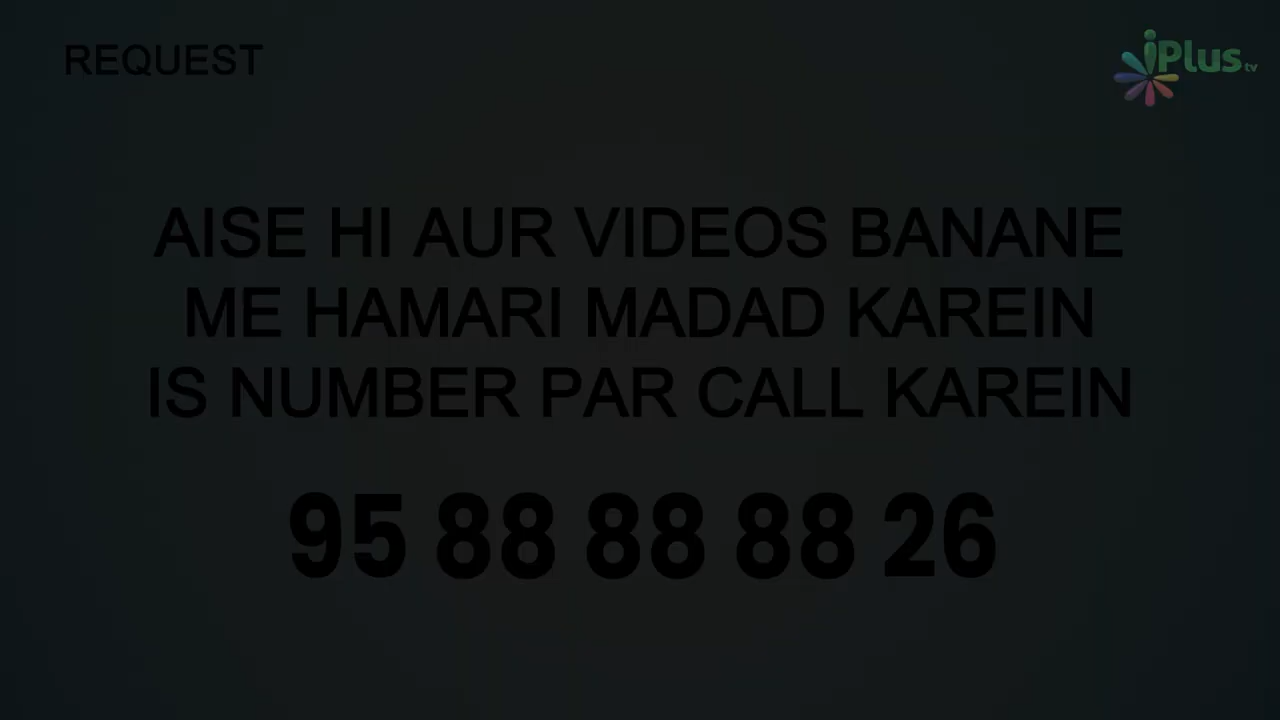 REQUEST
iPlus tv
AISE HI AUR VIDEOS BANANE
ME HAMARI MADAD KAREIN
IS NUMBER PAR CALL KAREIN
95 88 88 88 26